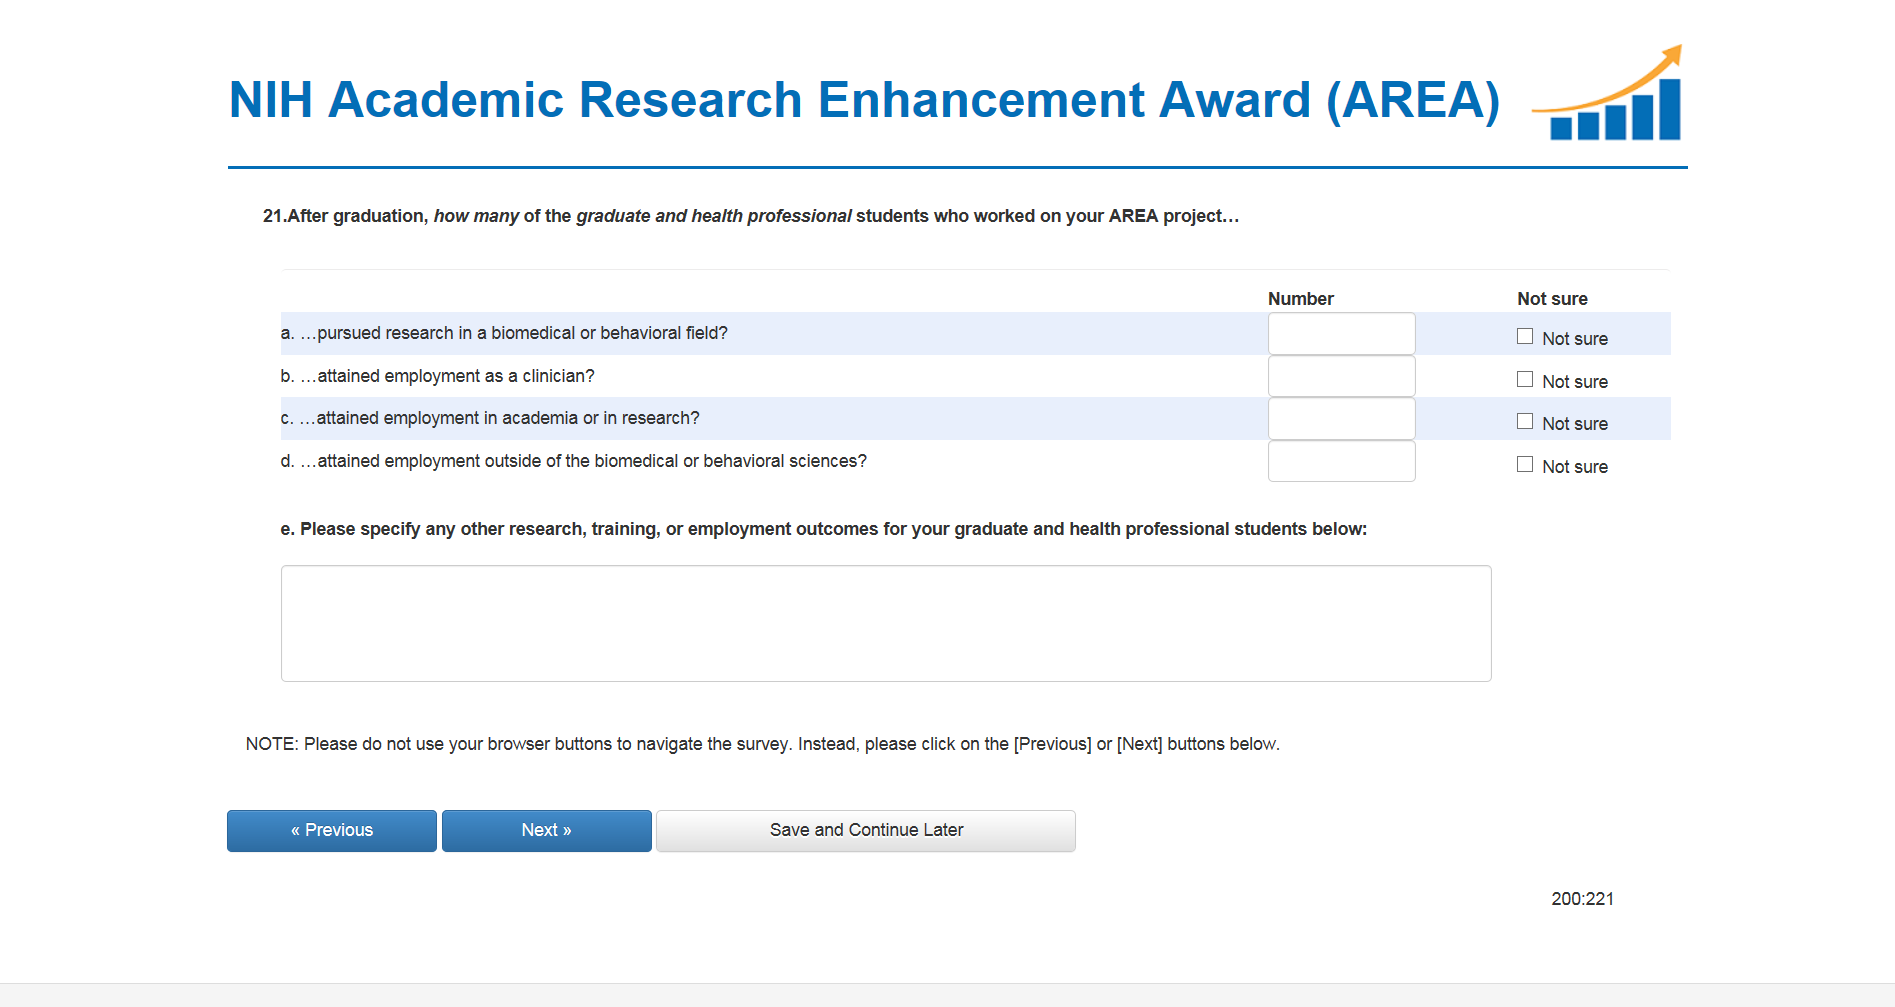 NIH Academic Research Enhancement Award (AREA)
21.After graduation, how many of the graduate and health professional students who worked on your AREA project…
Number Not sure
a. …pursued research in a biomedical or behavioral field? Not sure
b. …attained employment as a clinician? Not sure
c. …attained employment in academia or in research? Not sure
d. …attained employment outside of the biomedical or behavioral sciences? Not sure
e. Please specify any other research, training, or employment outcomes for your graduate and health professional students below:
NOTE: Please do not use your browser buttons to navigate the survey. Instead, please click on the [Previous] or [Next] buttons below.
« Previous Next » Save and Continue Later
200:221